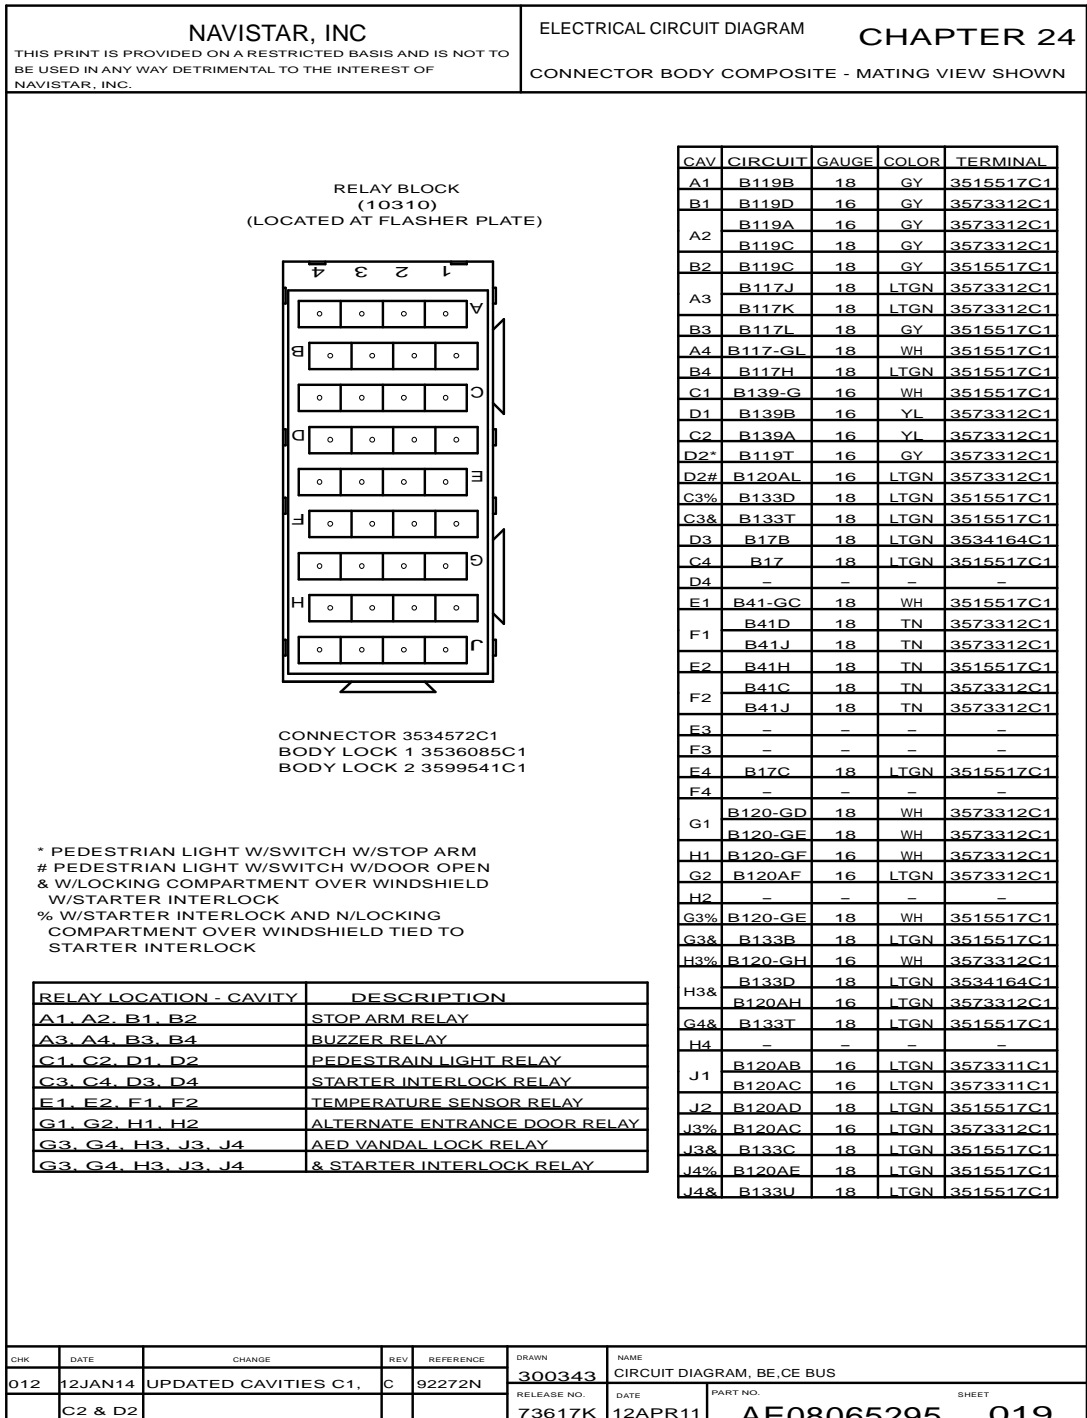 NAVISTAR, INC
THIS PRINT IS PROVIDED ON A RESTRICTED BASIS AND IS NOT TO
BE USED IN ANY WAY DETRIMENTAL TO THE INTEREST OF
NAVISTAR, INC.
ELECTRICAL CIRCUIT DIAGRAM CHAPTER 24
CONNECTOR BODY COMPOSITE - MATING VIEW SHOWN
RELAY BLOCK
(10310)
(LOCATED AT FLASHER PLATE)
4 3 2 1
A
B
C
D
E
F
G
H
J
CONNECTOR 3534572C1
BODY LOCK 1 3536085C1
BODY LOCK 2 3599541C1
* PEDESTRIAN LIGHT W/SWITCH W/STOP ARM
# PEDESTRIAN LIGHT W/SWITCH W/DOOR OPEN
& W/LOCKING COMPARTMENT OVER WINDSHIELD
W/STARTER INTERLOCK
% W/STARTER INTERLOCK AND N/LOCKING
COMPARTMENT OVER WINDSHIELD TIED TO
STARTER INTERLOCK
RELAY LOCATION - CAVITY DESCRIPTION
A1, A2. B1, B2 STOP ARM RELAY
A3, A4, B3, B4 BUZZER RELAY
C1, C2, D1, D2 PEDESTRAIN LIGHT RELAY
C3, C4, D3, D4 STARTER INTERLOCK RELAY
E1, E2, F1, F2 TEMPERATURE SENSOR RELAY
G1, G2, H1, H2 ALTERNATE ENTRANCE DOOR RELAY
G3, G4, H3, J3, J4 AED VANDAL LOCK RELAY
G3, G4, H3, J3, J4 & STARTER INTERLOCK RELAY
CAV CIRCUIT GAUGE COLOR TERMINAL
A1 B119B 18 GY 3515517C1
B1 B119D 16 GY 3573312C1
A2 B119A 16 GY 3573312C1
B119C 18 GY 3573312C1
B2 B119C 18 GY 3515517C1
A3 B117J 18 LTGN 3573312C1
B117K 18 LTGN 3573312C1
B3 B117L 18 GY 3515517C1
A4 B117-GL 18 WH 3515517C1
B4 B117H 18 LTGN 3515517C1
C1 B139-G 16 WH 3515517C1
D1 B139B 16 YL 3573312C1
C2 B139A 16 YL 3573312C1
D2* B119T 16 GY 3573312C1
D2# B120AL 16 LTGN 3573312C1
C3% B133D 18 LTGN 3515517C1
C3& B133T 18 LTGN 3515517C1
D3 B17B 18 LTGN 3534164C1
C4 B17 18 LTGN 3515517C1
D4 – – – –
E1 B41-GC 18 WH 3515517C1
F1 B41D 18 TN 3573312C1
B41J 18 TN 3573312C1
E2 B41H 18 TN 3515517C1
F2 B41C 18 TN 3573312C1
B41J 18 TN 3573312C1
E3 – – – –
F3 – – – –
E4 B17C 18 LTGN 3515517C1
F4 – – – –
G1 B120-GD 18 WH 3573312C1
B120-GE 18 WH 3573312C1
H1 B120-GF 16 WH 3573312C1
G2 B120AF 16 LTGN 3573312C1
H2 – – – –
G3% B120-GE 18 WH 3515517C1
G3& B133B 18 LTGN 3515517C1
H3% B120-GH 16 WH 3573312C1
H3& B133D 18 LTGN 3534164C1
B120AH 16 LTGN 3573312C1
G4& B133T 18 LTGN 3515517C1
H4 – – – –
J1 B120AB 16 LTGN 3573311C1
B120AC 16 LTGN 3573311C1
J2 B120AD 18 LTGN 3515517C1
J3% B120AC 16 LTGN 3573312C1
J3& B133C 18 LTGN 3515517C1
J4% B120AE 18 LTGN 3515517C1
J4& B133U 18 LTGN 3515517C1
CHK DATE CHANGE REV REFERENCE
012 12JAN14 UPDATED CAVITIES C1, C 92272N
C2 & D2
DRAWN
300343
NAME
CIRCUIT DIAGRAM, BE,CE BUS
RELEASE NO. DATE PART NO. SHEET
73617K 12APR11 AE08065295 019